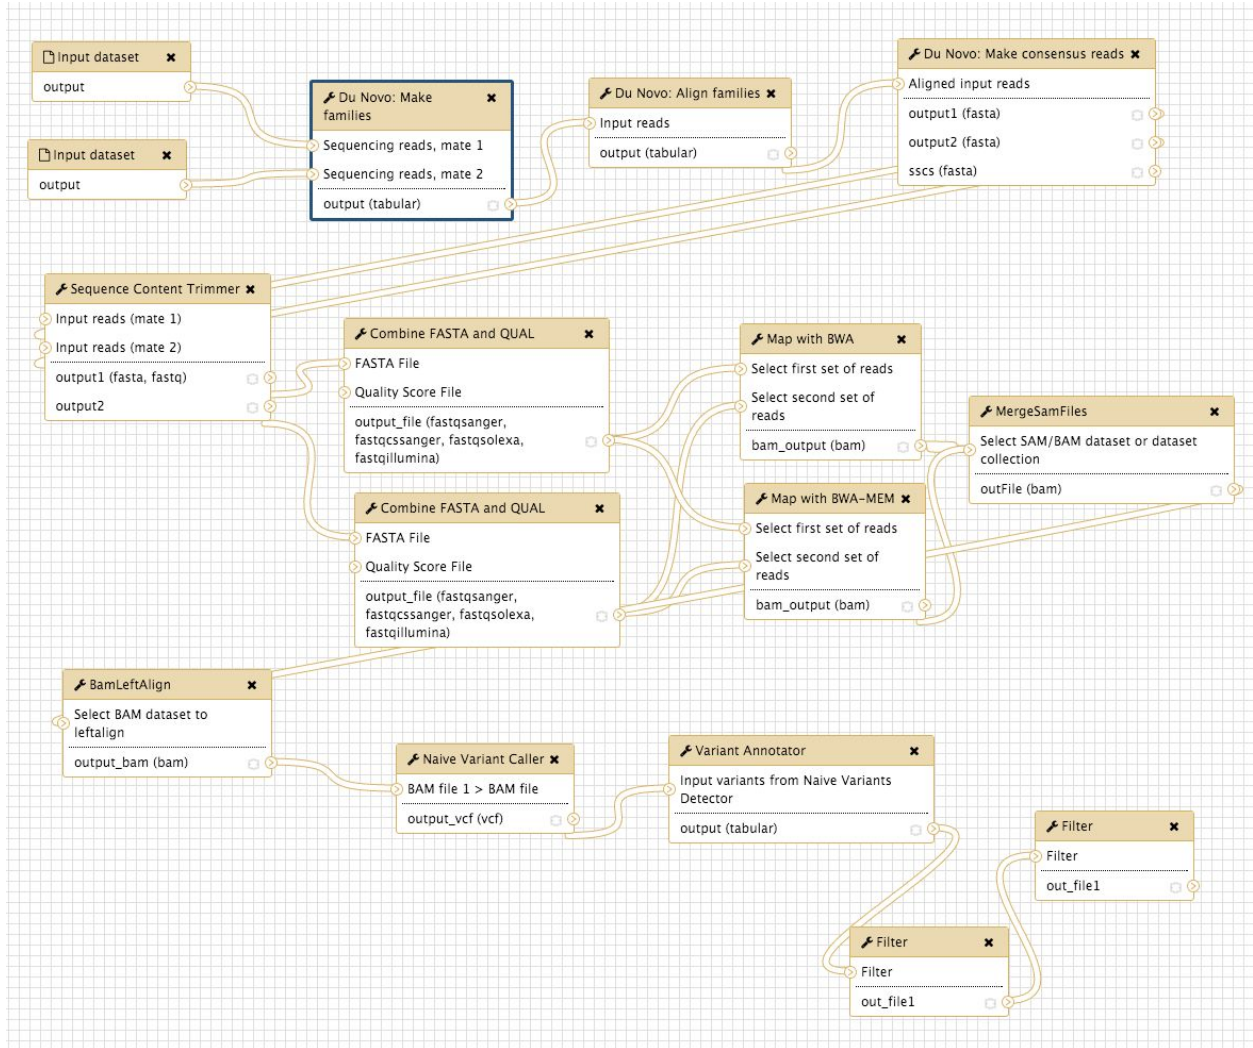 Input dataset
output
Input dataset
output
Du Novo: Make
families
Sequencing reads, mate 1
Sequencing reads, mate 2
output (tabular)
Du Novo: Align families
Input reads
output (tabular)
Du Novo: Make consensus reads
Aligned input reads
output1 (fasta)
output2 (fasta)
sscs (fasta)
Sequence Content Trimmer
Input reads (mate 1)
Input reads (mate 2)
output1 (fasta, fastq)
output2
Combine FASTA and QUAL
FASTA File
Quality Score File
output_file (fastqsanger,
fastqcssanger, fastqsolexa,
fastqillumina)
Combine FASTA and QUAL
FASTA File
Quality Score File
output_file (fastqsanger,
fastqcssanger, fastqsolexa,
fastqillumina)
Map with BWA
Select first set of reads
Select second set of
reads
bam_output (bam)
Map with BWA-MEM
Select first set of reads
Select second set of
reads
bam_output (bam)
MergeSamFiles
Select SAM/BAM dataset or dataset
collection
outFile (bam)
BamLeftAlign
Select BAM dataset to
leftalign
output_bam (bam)
Naive Variant Caller
BAM file 1 > BAM file
output_vcf (vcf)
Variant Annotator
Input variants from Naive Variants
Detector
output (tabular)
Filter
Filter
out_file1
Filter
Filter
out_file1